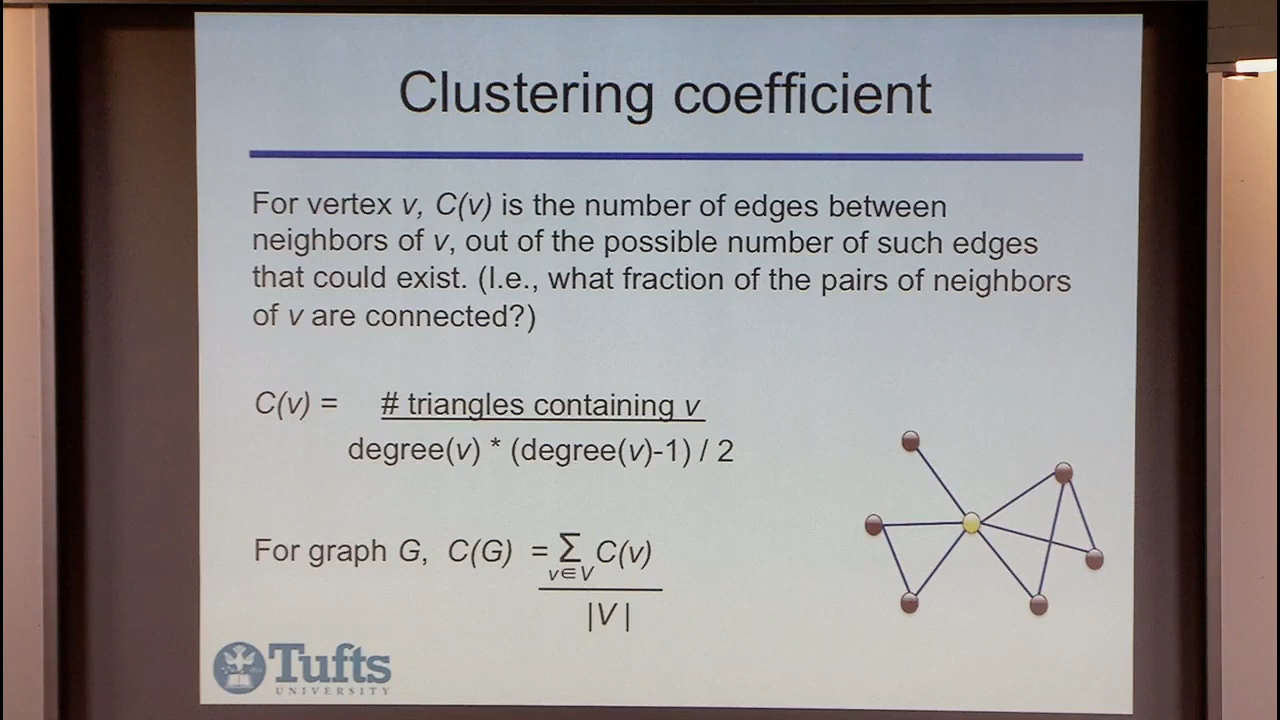 Clustering coefficient
For vertex v, C(v) is the number of edges between
neighbors of v, out of the possible number of such edges
that could exist. (I.e., what fraction of the pairs of neighbors
of v are connected?)
C(v) = # triangles containing v
degree(v) * (degree(v)-1) / 2
For graph G, C(G) = Σ C(v)
v∈V
|V|
Tufts
UNIVERSITY